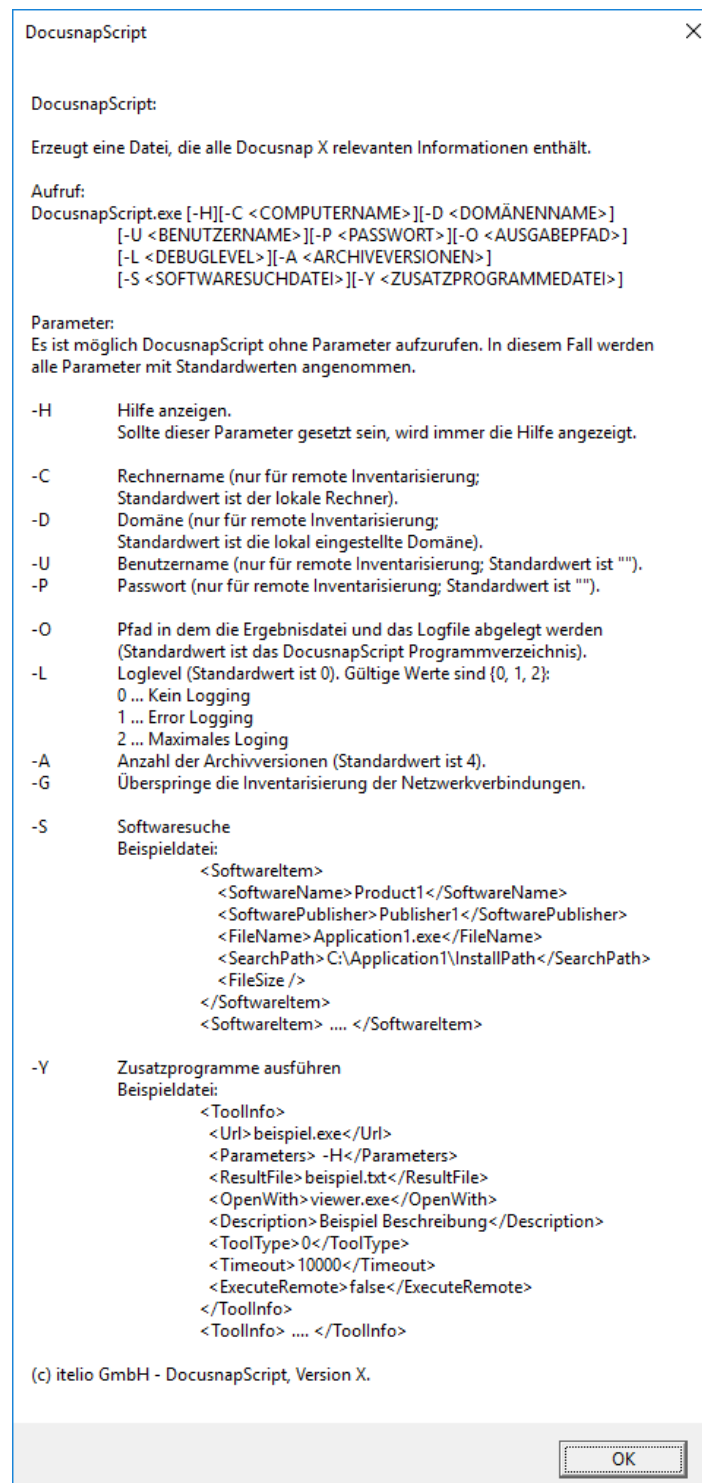 DocusnapScript
DocusnapScript:
Erzeugt eine Datei, die alle Docusnap X relevanten Informationen enthält.
Aufruf:
DocusnapScript.exe [-H][-C <COMPUTERNAME>][-D <DOMÄNENNAME>]
[-U <BENUTZERNAME>][-P <PASSWORT>][-O <AUSGABEPFAD>]
[-L <DEBUGLEVEL>][-A <ARCHIVEVERSIONEN>]
[-S <SOFTWARESUCHDATEI>][-Y <ZUSATZPROGRAMMEDATEI>]
Parameter:
Es ist möglich DocusnapScript ohne Parameter aufzurufen. In diesem Fall werden
alle Parameter mit Standardwerten angenommen.
-H Hilfe anzeigen.
Sollte dieser Parameter gesetzt sein, wird immer die Hilfe angezeigt.
-C Rechnername (nur für remote Inventarisierung;
Standardwert ist der lokale Rechner).
-D Domäne (nur für remote Inventarisierung;
Standardwert ist die lokal eingestellte Domäne).
-U Benutzername (nur für remote Inventarisierung; Standardwert ist "").
-P Passwort (nur für remote Inventarisierung; Standardwert ist "").
-O Pfad in dem die Ergebnisdatei und das Logfile abgelegt werden
(Standardwert ist das DocusnapScript Programmverzeichnis).
-L Loglevel (Standardwert ist 0). Gültige Werte sind {0, 1, 2}:
0 ... Kein Logging
1 ... Error Logging
2 ... Maximales Loging
-A Anzahl der Archivversionen (Standardwert ist 4).
-G Überspringe die Inventarisierung der Netzwerkverbindungen.
-S Softwaresuche
Beispieldatei:
<SoftwareItem>
<SoftwareName>Product1</SoftwareName>
<SoftwarePublisher>Publisher1</SoftwarePublisher>
<FileName>Application1.exe</FileName>
<SearchPath>C:\Application1\InstallPath</SearchPath>
<FileSize />
</SoftwareItem>
<SoftwareItem> .... </SoftwareItem>
-Y Zusatzprogramme ausführen
Beispieldatei:
<ToolInfo>
<Url>beispiel.exe</Url>
<Parameters> -H</Parameters>
<ResultFile>beispiel.txt</ResultFile>
<OpenWith>viewer.exe</OpenWith>
<Description>Beispiel Beschreibung</Description>
<ToolType>0</ToolType>
<Timeout>10000</Timeout>
<ExecuteRemote>false</ExecuteRemote>
</ToolInfo>
<ToolInfo> .... </ToolInfo>
(c) itelio GmbH - DocusnapScript, Version X.
OK